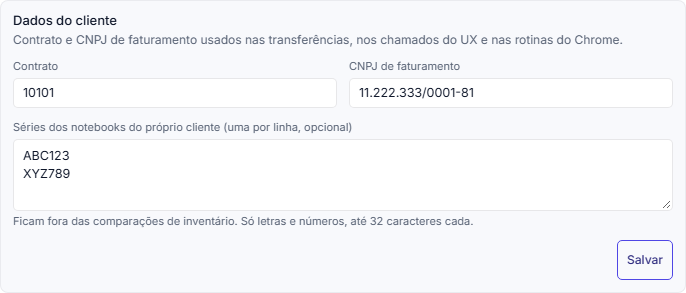 Dados do cliente
Contrato e CNPJ de faturamento usados nas transferências, nos chamados do UX e nas rotinas do Chrome.
Contrato
CNPJ de faturamento
10101
11.222.333/0001-81
Séries dos notebooks do próprio cliente (uma por linha, opcional)
ABC123
XYZ789
Ficam fora das comparações de inventário. Só letras e números, até 32 caracteres cada.
Salvar